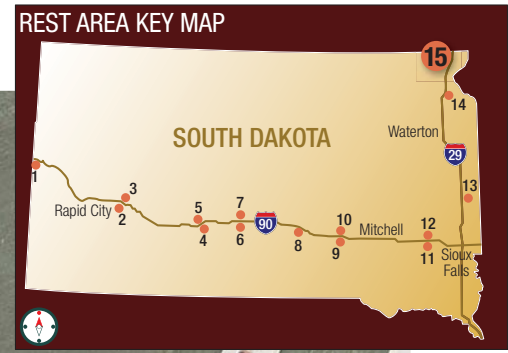 REST AREA KEY MAP
15
14
SOUTH DAKOTA
Waterton
29
1
3
Rapid City
2
13
5
7
90
4
6
8
10
Mitchell
12
9
11
Sioux
Falls